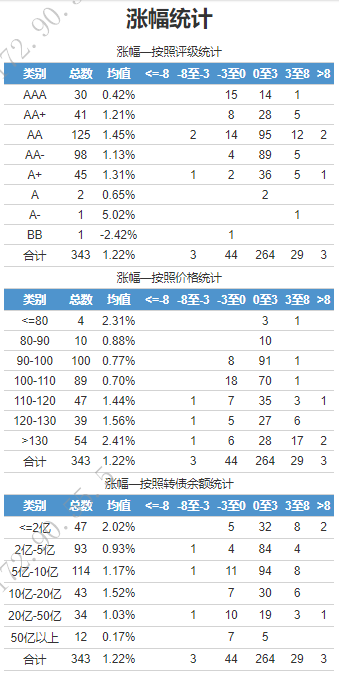 涨幅统计
涨幅—按照评级统计
类别 总数 均值 <=-8 -8至-3 -3至0 0至3 3至8 >8
AAA 30 0.42% 15 14 1
AA+ 41 1.21% 8 28 5
AA 125 1.45% 2 14 95 12 2
AA- 98 1.13% 4 89 5
A+ 45 1.31% 1 2 36 5 1
A 2 0.65% 2
A- 1 5.02% 1
BB 1 -2.42% 1
合计 343 1.22% 3 44 264 29 3
涨幅—按照价格统计
类别 总数 均值 <=-8 -8至-3 -3至0 0至3 3至8 >8
<=80 4 2.31% 3 1
80-90 10 0.88% 10
90-100 100 0.77% 8 91 1
100-110 89 0.70% 18 70 1
110-120 47 1.44% 1 7 35 3 1
120-130 39 1.56% 1 5 27 6
>130 54 2.41% 1 6 28 17 2
合计 343 1.22% 3 44 264 29 3
涨幅—按照转债余额统计
类别 总数 均值 <=-8 -8至-3 -3至0 0至3 3至8 >8
<=2亿 47 2.02% 5 32 8 2
2亿-5亿 93 0.93% 1 4 84 4
5亿-10亿 114 1.17% 1 11 94 8
10亿-20亿 43 1.52% 7 30 6
20亿-50亿 34 1.03% 1 10 19 3 1
50亿以上 12 0.17% 7 5
合计 343 1.22% 3 44 264 29 3